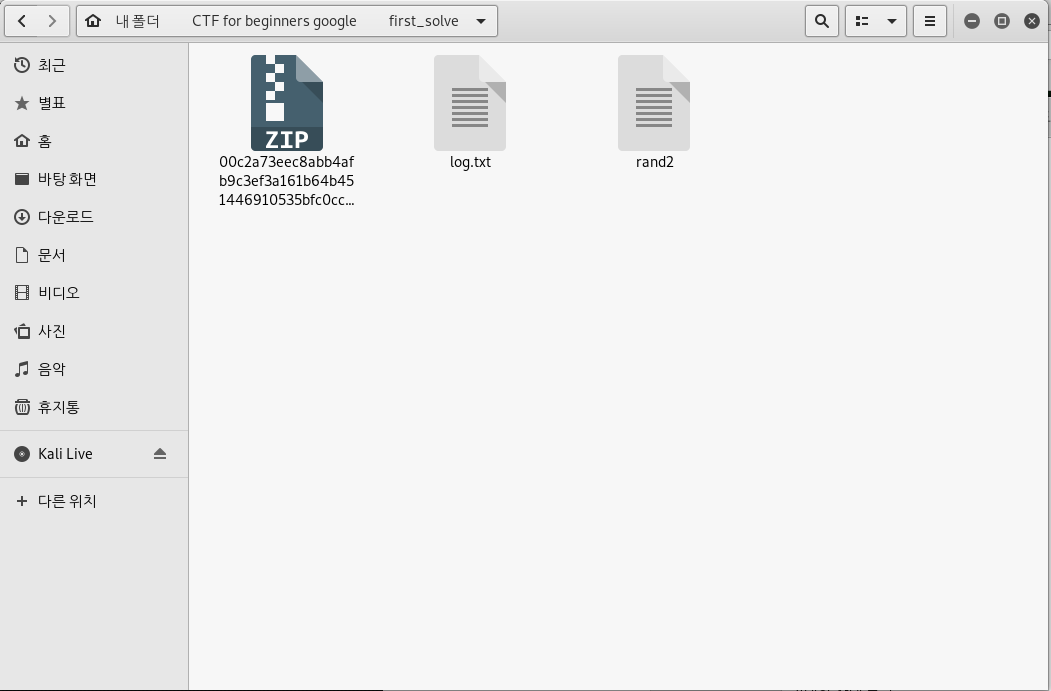 내 폴더 CTF for beginners google first_solve
최근
별표
홈
바탕 화면
다운로드
문서
비디오
사진
음악
휴지통
Kali Live
다른 위치
ZIP
00c2a73eec8abb4af
b9c3ef3a161b64b45
1446910535bfc0cc...
log.txt
rand2